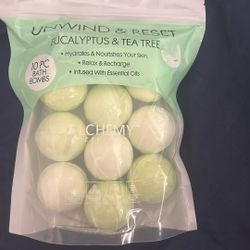 UNWIND & RESET
EUCALYPTUS & TEA TREE
• Hydrates & Nourishes Your Skin,
• Relax & Recharge
• Infused With Essential Oils
10 PC
BATH
BOMBS
CHEMY